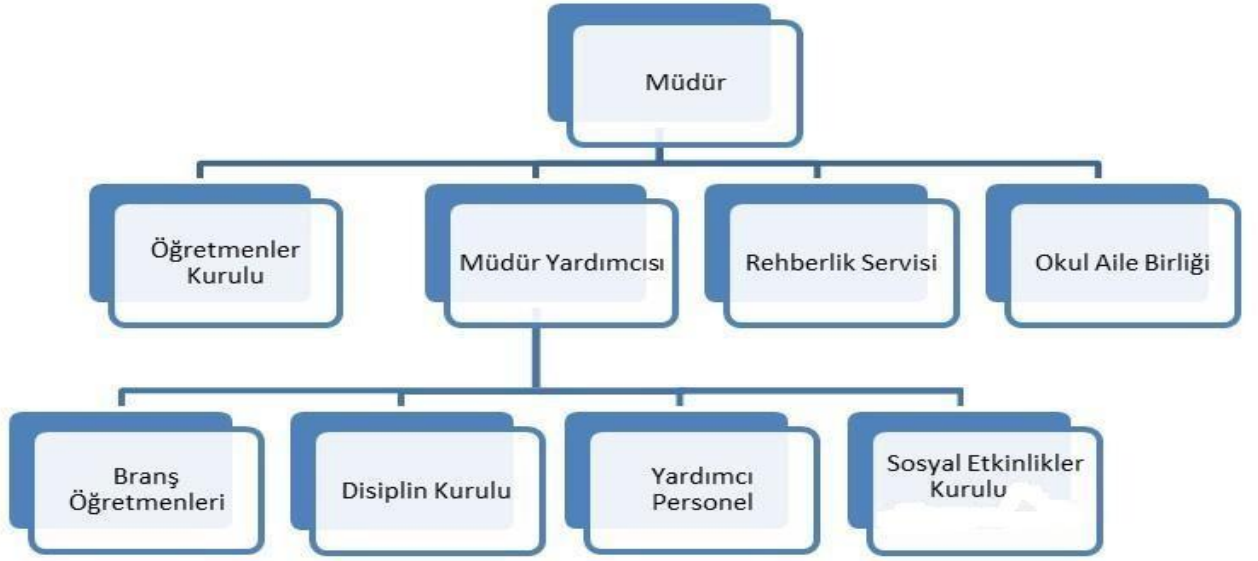 Müdür
Öğretmenler
Kurulu
Müdür Yardımcısı
Rehberlik Servisi
Okul Aile Birliği
Branş
Öğretmenleri
Disiplin Kurulu
Yardımcı
Personel
Sosyal Etkinlikler
Kurulu